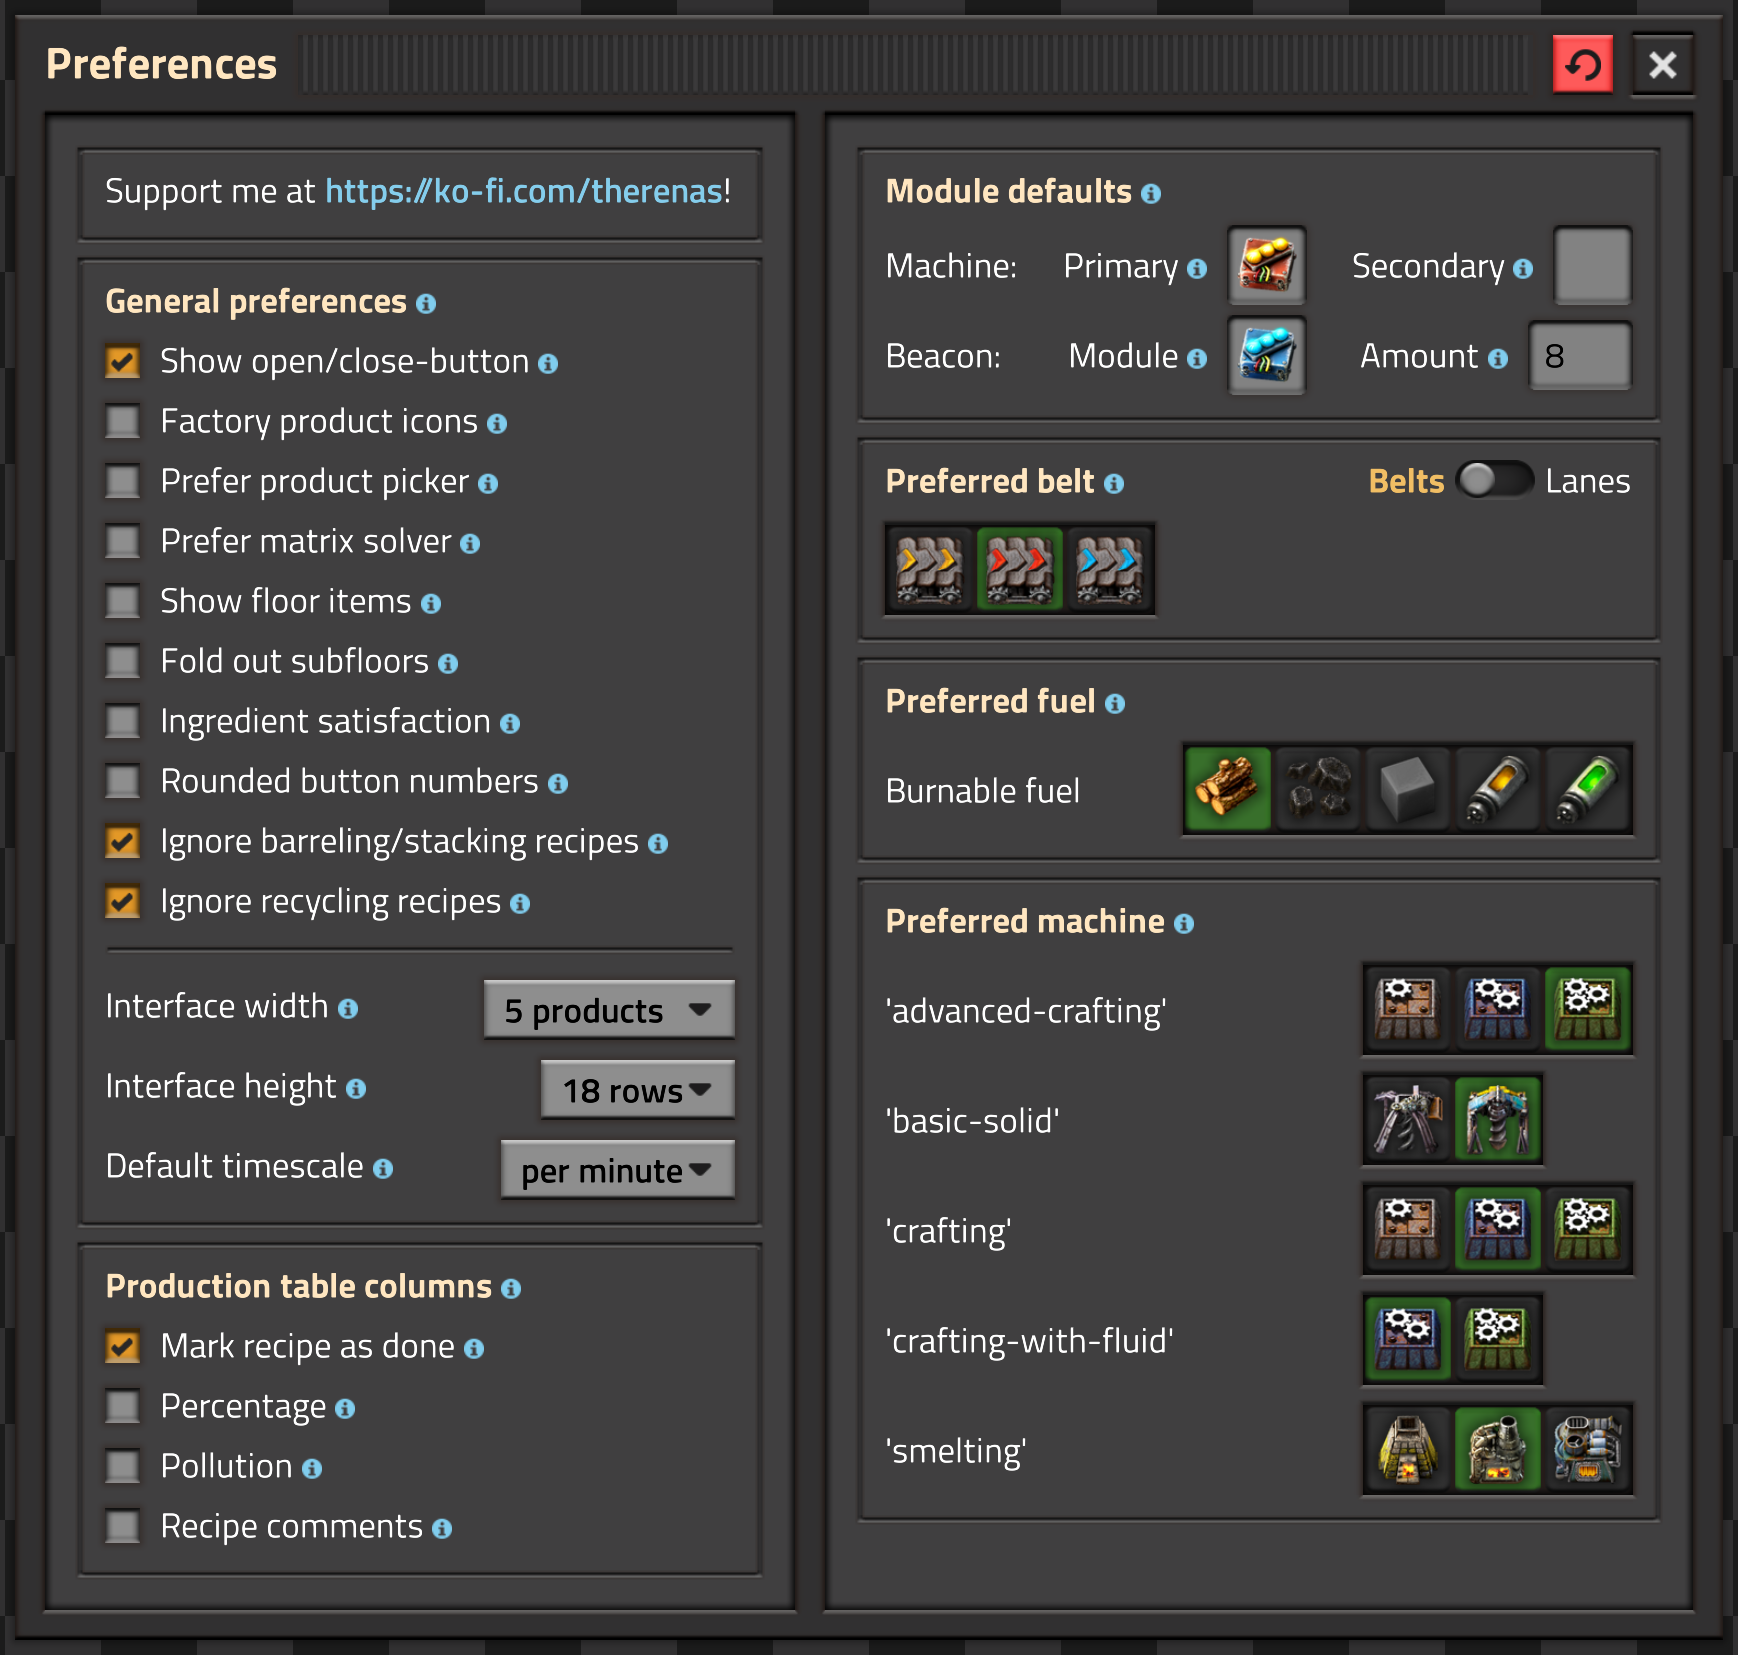 Preferences
Support me at https://ko-fi.com/therenas!
General preferences
Show open/close-button
Factory product icons
Prefer product picker
Prefer matrix solver
Show floor items
Fold out subfloors
Ingredient satisfaction
Rounded button numbers
Ignore barreling/stacking recipes
Ignore recycling recipes
Interface width 5 products
Interface height 18 rows
Default timescale per minute
Production table columns
Mark recipe as done
Percentage
Pollution
Recipe comments
Module defaults
Machine: Primary Secondary
Beacon: Module Amount 8
Preferred belt Belts Lanes
Preferred fuel
Burnable fuel
Preferred machine
'advanced-crafting'
'basic-solid'
'crafting'
'crafting-with-fluid'
'smelting'